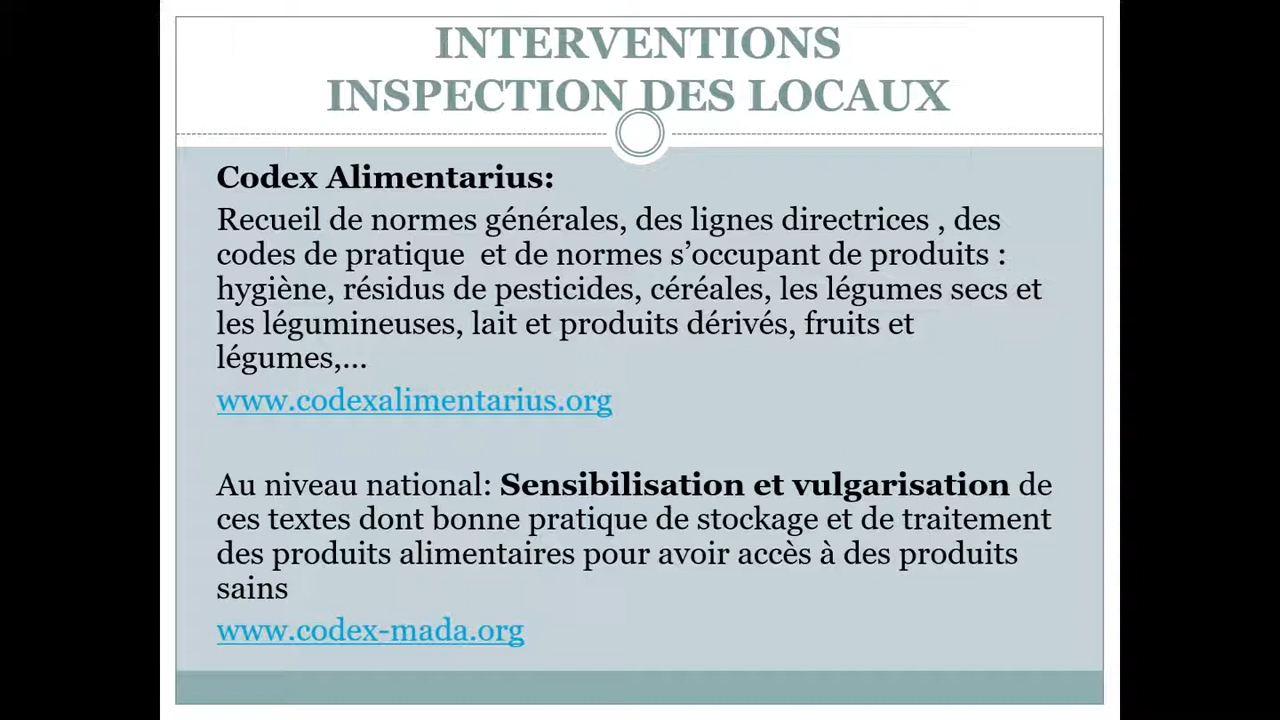 INTERVENTIONS
INSPECTION DES LOCAUX
Codex Alimentarius:
Recueil de normes générales, des lignes directrices , des
codes de pratique  et de normes s’occupant de produits :
hygiène, résidus de pesticides, céréales, les légumes secs et
les légumineuses, lait et produits dérivés, fruits et
légumes,…
www.codexalimentarius.org
Au niveau national: Sensibilisation et vulgarisation de
ces textes dont bonne pratique de stockage et de traitement
des produits alimentaires pour avoir accès à des produits
sains
www.codex-mada.org